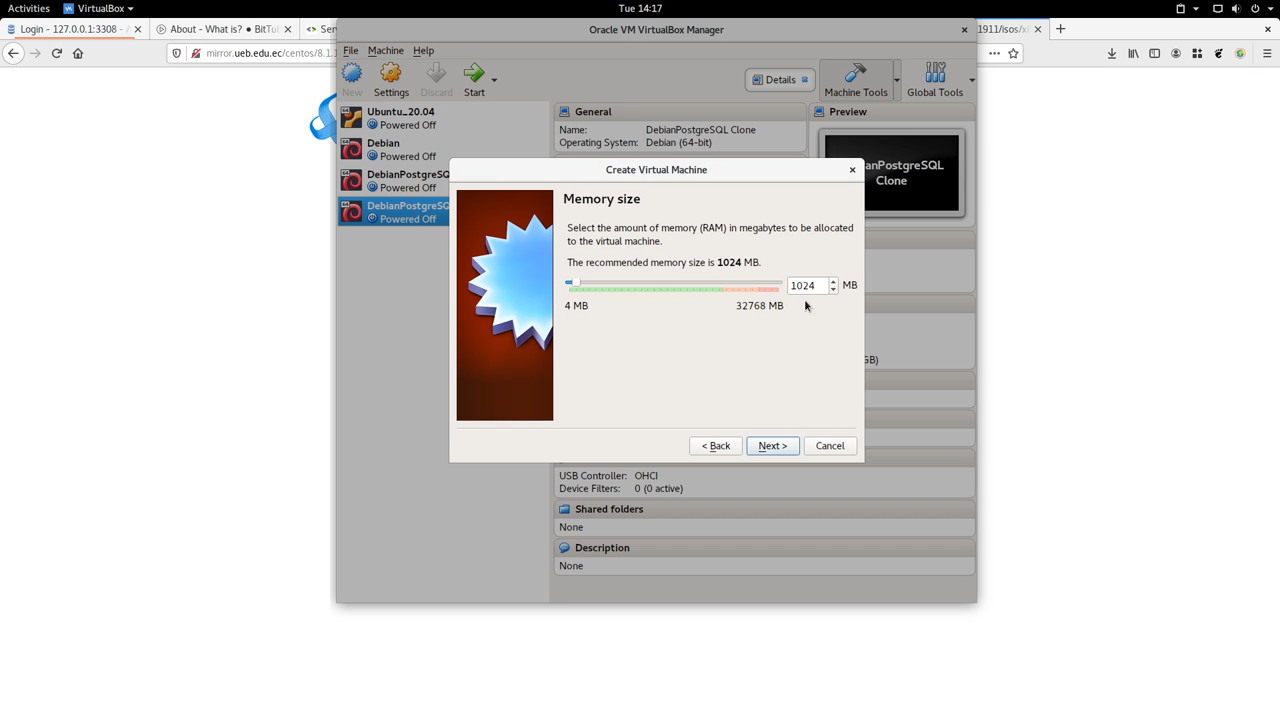 Activities
VirtualBox
Tue 14:17
Login - 127.0.0.1:3308 - A
About - What is? • BitTu
Serv
1911/isos/x
mirror.ueb.edu.ec/centos/8.1.1
Oracle VM VirtualBox Manager
File Machine Help
New Settings Discard Start
Details
Machine Tools
Global Tools
Ubuntu_20.04
Powered Off
Debian
Powered Off
DebianPostgreSQ
Powered Off
DebianPostgreSQ
Powered Off
General
Name: DebianPostgreSQL Clone
Operating System: Debian (64-bit)
Preview
anPostgreSQL
Clone
Create Virtual Machine
Memory size
Select the amount of memory (RAM) in megabytes to be allocated
to the virtual machine.
The recommended memory size is 1024 MB.
1024 MB
4 MB 32768 MB
GB)
< Back Next > Cancel
USB Controller: OHCI
Device Filters: 0 (0 active)
Shared folders
None
Description
None